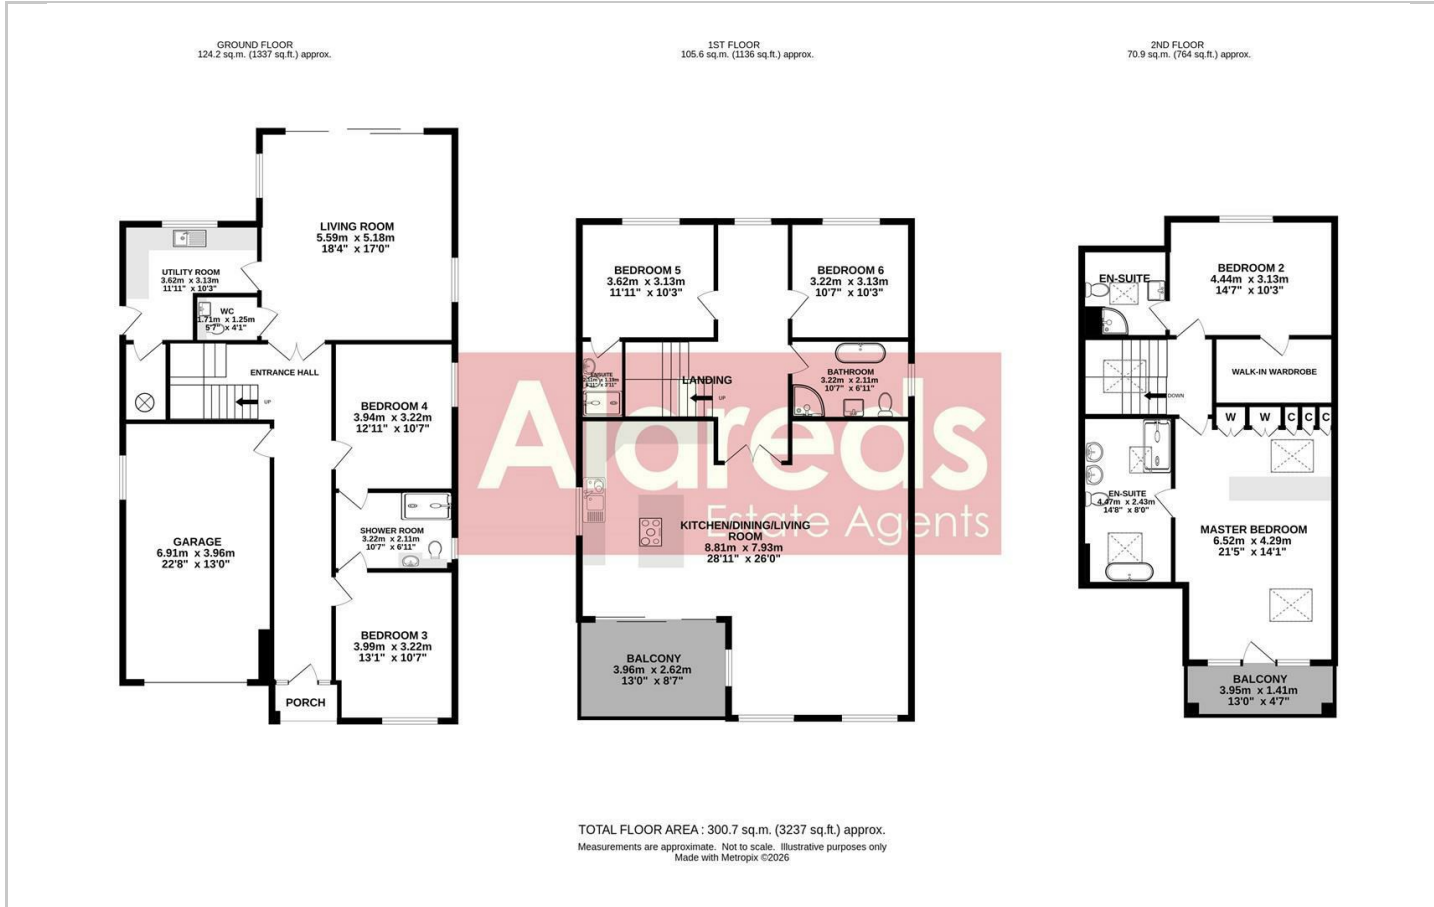 GROUND FLOOR
124.2 sq.m. (1337 sq.ft.) approx.
LIVING ROOM
5.59m x 5.18m
18'4" x 17'0"
UTILITY ROOM
3.62m x 3.13m
11'11" x 10'3"
WC
1.71m x 1.25m
5'7" x 4'1"
ENTRANCE HALL
UP
BEDROOM 4
3.94m x 3.22m
12'11" x 10'7"
SHOWER ROOM
3.22m x 2.11m
10'7" x 6'11"
GARAGE
6.91m x 3.96m
22'8" x 13'0"
BEDROOM 3
3.99m x 3.22m
13'1" x 10'7"
PORCH
1ST FLOOR
105.6 sq.m. (1136 sq.ft.) approx.
BEDROOM 5
3.62m x 3.13m
11'11" x 10'3"
BEDROOM 6
3.22m x 3.13m
10'7" x 10'3"
ENSUITE
LANDING
UP
BATHROOM
3.22m x 2.11m
10'7" x 6'11"
Aldreds
Estate Agents
KITCHEN/DINING/LIVING
ROOM
8.81m x 7.93m
28'11" x 26'0"
BALCONY
3.96m x 2.62m
13'0" x 8'7"
2ND FLOOR
70.9 sq.m. (764 sq.ft.) approx.
EN-SUITE
BEDROOM 2
4.44m x 3.13m
14'7" x 10'3"
WALK-IN WARDROBE
DOWN
W W C C C
EN-SUITE
4.47m x 2.43m
14'8" x 8'0"
MASTER BEDROOM
6.52m x 4.29m
21'5" x 14'1"
BALCONY
3.95m x 1.41m
13'0" x 4'7"
TOTAL FLOOR AREA : 300.7 sq.m. (3237 sq.ft.) approx.
Measurements are approximate. Not to scale. Illustrative purposes only
Made with Metropix ©2026